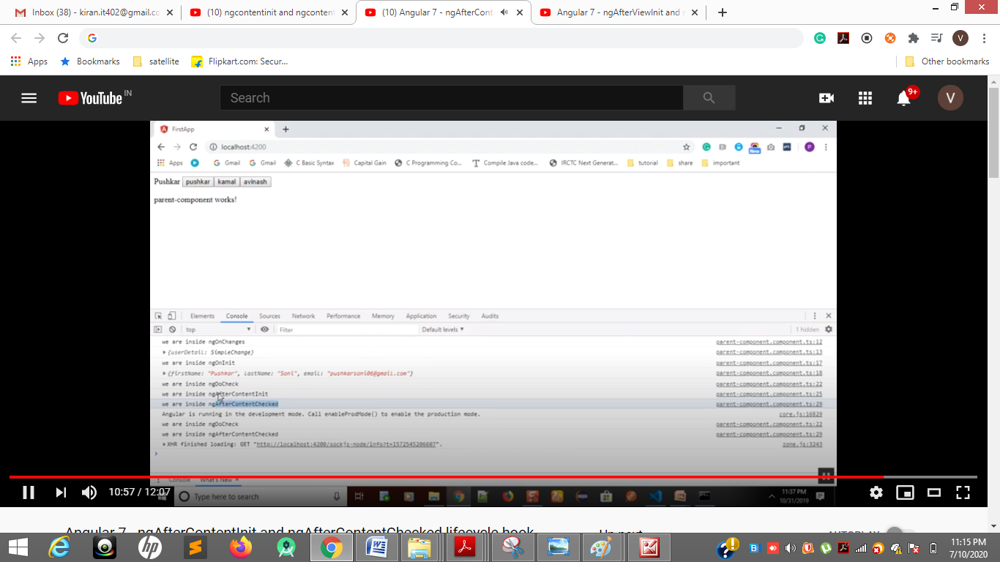 Inbox (38) - kiran.it402@gmail.co
(10) ngcontentinit and ngcontent
(10) Angular 7 - ngAfterCont
Angular 7 - ngAfterViewInit and
Apps
Bookmarks
satellite
Flipkart.com: Secur...
Other bookmarks
YouTube IN
Search
9+
V
FirstApp
localhost:4200
Apps
Gmail
Gmail
C Basic Syntax
Capital Gain
C Programming Co...
Compile Java code...
IRCTC Next Generat...
tutorial
share
important
Pushkar pushkar kamal avinash
parent-component works!
Elements Console Sources Network Performance Memory Application Security Audits
top Filter Default levels ▼ 1 hidden
we are inside ngOnChanges parent-component.component.ts:12
{userDetail: SimpleChange} parent-component.component.ts:13
we are inside ngOnInit parent-component.component.ts:17
{firstName: "Pushkar", lastName: "Soni", email: "pushkarsoni06@gmail.com"} parent-component.component.ts:18
we are inside ngDoCheck parent-component.component.ts:22
we are inside ngAfterContentInit parent-component.component.ts:25
we are inside ngAfterContentChecked parent-component.component.ts:29
Angular is running in the development mode. Call enableProdMode() to enable the production mode. core.js:16829
we are inside ngDoCheck parent-component.component.ts:22
we are inside ngAfterContentChecked parent-component.component.ts:29
XHR finished loading: GET "http://localhost:4200/sockjs-node/info?t=1572545206607". zone.js:3243
Console What's New
Type here to search
11:37 PM
10/31/2019
10:57 / 12:07
Angular 7 - ngAfterContentInit and ngAfterContentChecked lifecycle hook
Up next
AUTOPLAY
11:15 PM
7/10/2020